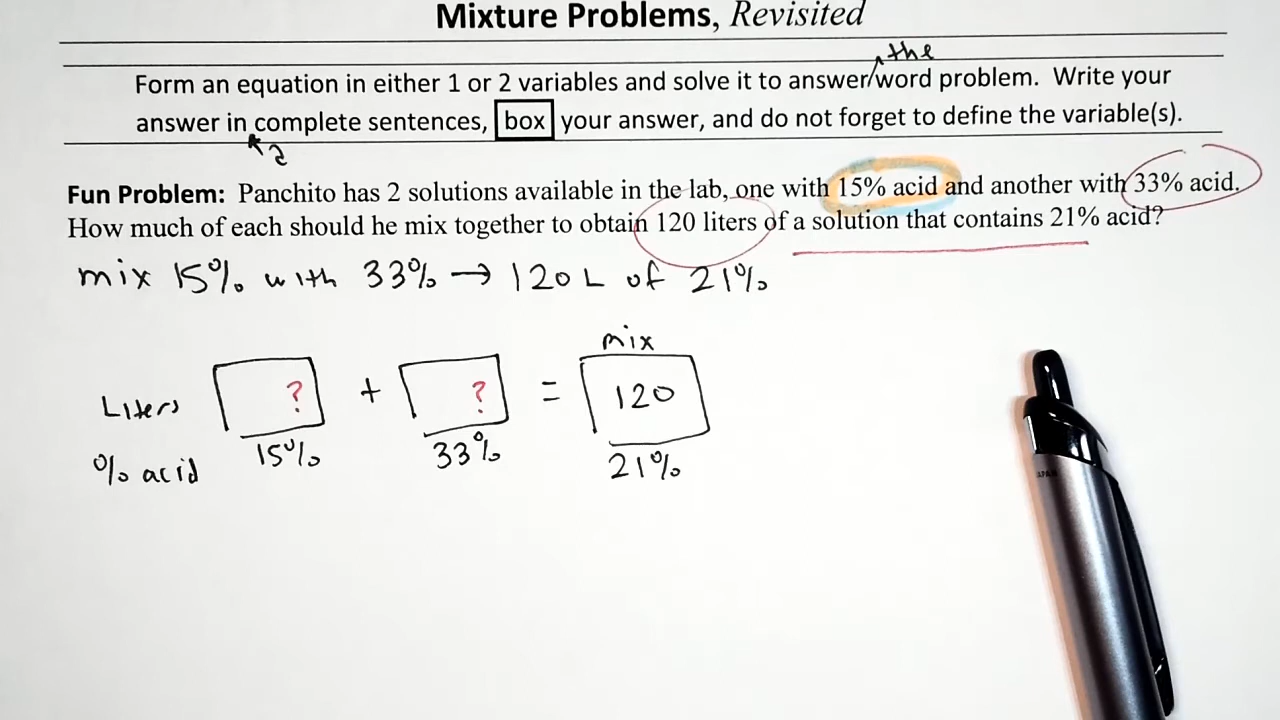 Mixture Problems, Revisited
the
Form an equation in either 1 or 2 variables and solve it to answer/word problem. Write your
answer in complete sentences, box your answer, and do not forget to define the variable(s).
2
Fun Problem: Panchito has 2 solutions available in the lab, one with 15% acid and another with 33% acid.
How much of each should he mix together to obtain 120 liters of a solution that contains 21% acid?
mix 15% with 33% → 120 L of 21%
mix
Liters ? + ? = 120
% acid 15% 33% 21%
JAPAN